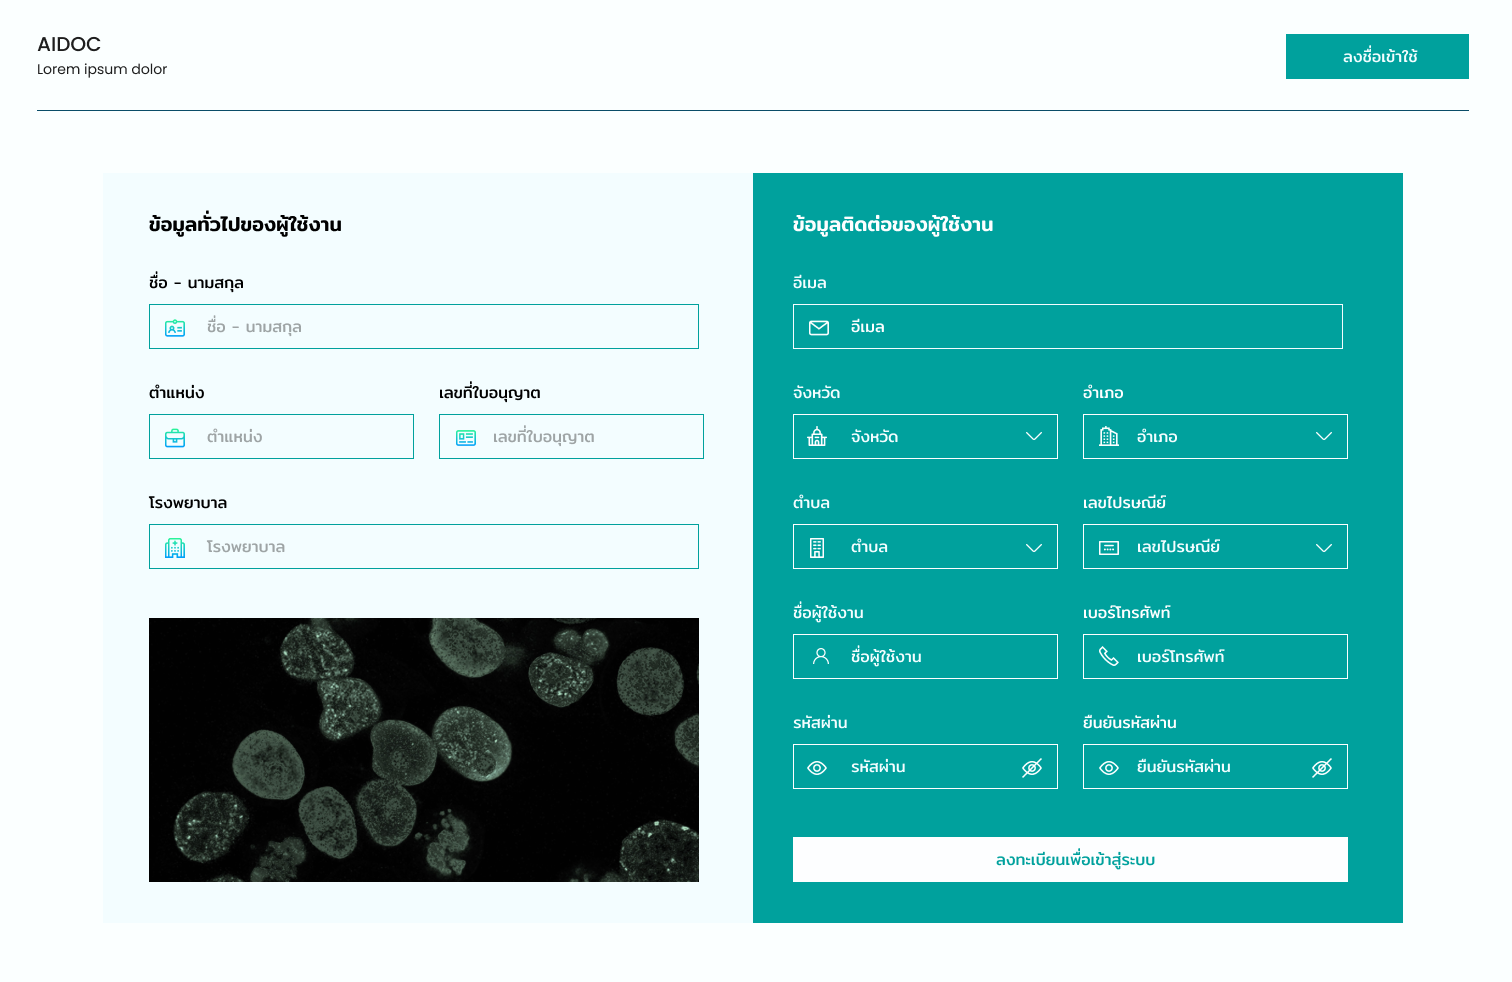 AIDOC
Lorem ipsum dolor
ลงชื่อเข้าใช้
ข้อมูลทั่วไปของผู้ใช้งาน
ชื่อ - นามสกุล
ชื่อ - นามสกุล
ตำแหน่ง
เลขที่ใบอนุญาต
ตำแหน่ง
เลขที่ใบอนุญาต
โรงพยาบาล
โรงพยาบาล
ข้อมูลติดต่อของผู้ใช้งาน
อีเมล
อีเมล
จังหวัด
อำเภอ
จังหวัด
อำเภอ
ตำบล
เลขไปรษณีย์
ตำบล
เลขไปรษณีย์
ชื่อผู้ใช้งาน
เบอร์โทรศัพท์
ชื่อผู้ใช้งาน
เบอร์โทรศัพท์
รหัสผ่าน
ยืนยันรหัสผ่าน
รหัสผ่าน
ยืนยันรหัสผ่าน
ลงทะเบียนเพื่อเข้าสู่ระบบ